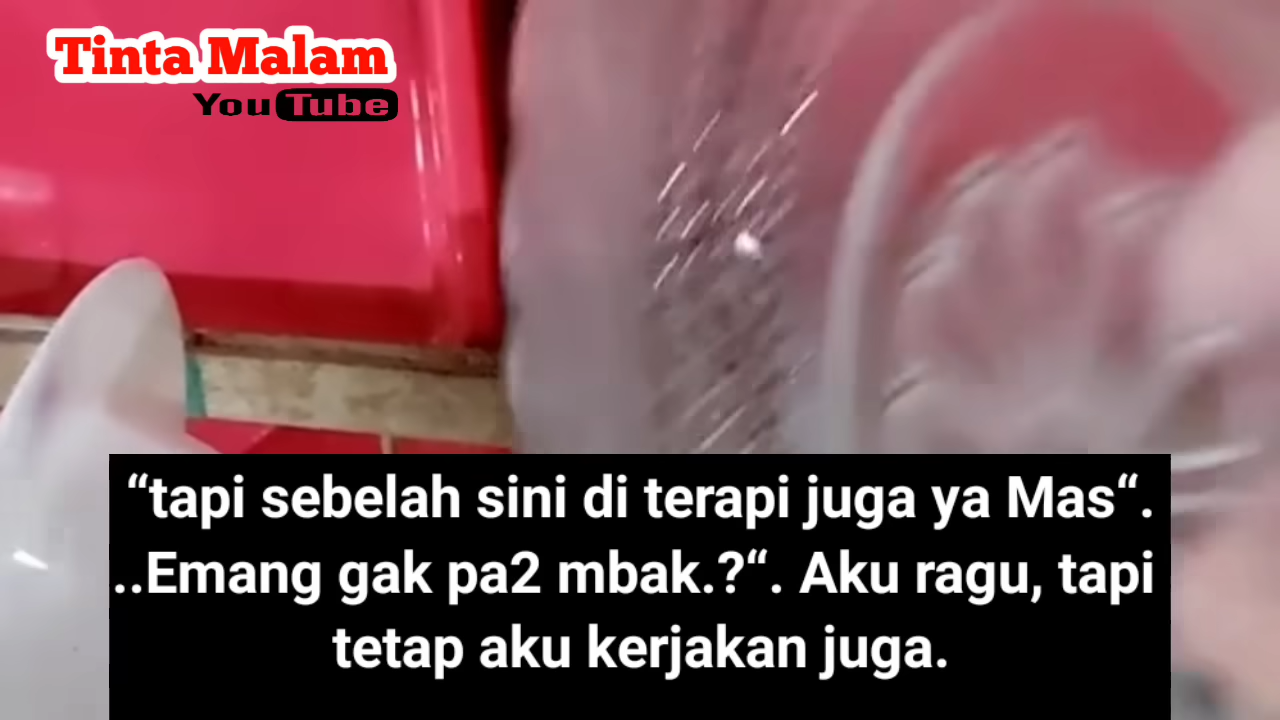 Tinta Malam
YouTube
“tapi sebelah sini di terapi juga ya Mas“.
..Emang gak pa2 mbak.?“. Aku ragu, tapi
tetap aku kerjakan juga.